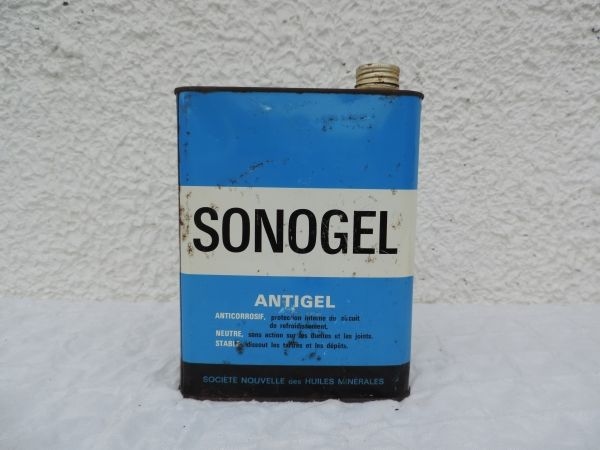 SONOGEL
ANTIGEL
ANTICORROSIF, protection interne du circuit
de refroidissement.
NEUTRE, sans action sur les durites et les joints.
STABLE, dissout les tartres et les dépôts.
SOCIETE NOUVELLE des HUILES MINERALES